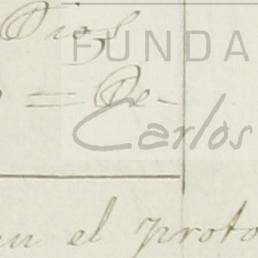 Dios
FUNDA
= De-
Carlos
en el proto